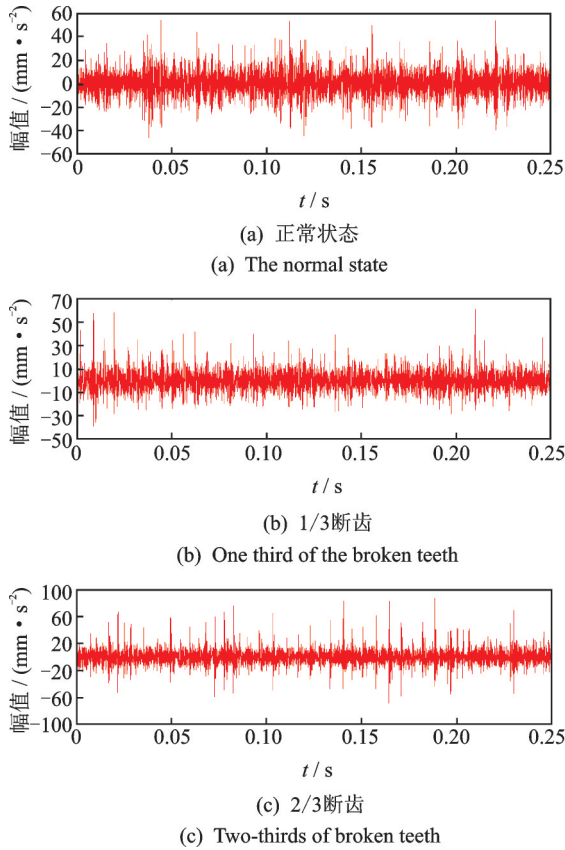 60
40
20
0
−20
−40
−60
幅值 / (mm·s⁻²)
0 0.05 0.10 0.15 0.20 0.25
t / s
(a) 正常状态
(a) The normal state
70
50
30
10
−10
−30
−50
幅值 / (mm·s⁻²)
0 0.05 0.10 0.15 0.20 0.25
t / s
(b) 1/3断齿
(b) One third of the broken teeth
100
60
20
−20
−60
−100
幅值 / (mm·s⁻²)
0 0.05 0.10 0.15 0.20 0.25
t / s
(c) 2/3断齿
(c) Two-thirds of broken teeth